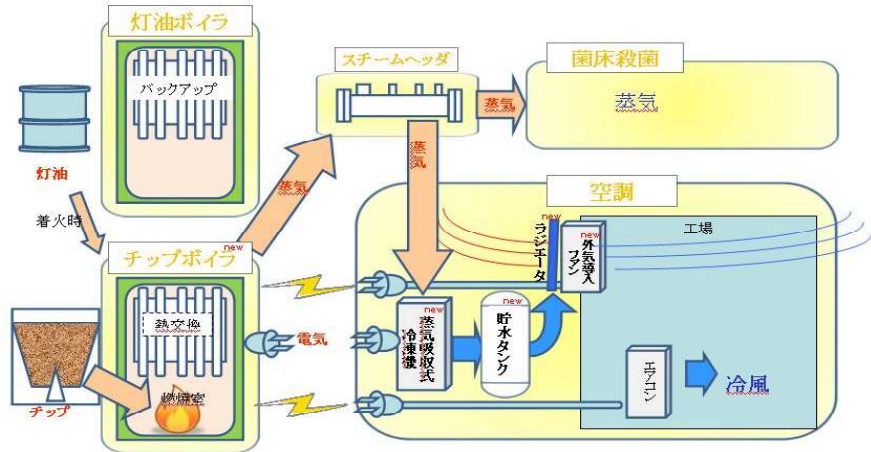 灯油ボイラ
バックアップ
灯油
着火時
スチームヘッダ
蒸気
菌床殺菌
蒸気
蒸気
蒸気
チップボイラ
new
熱交換
燃焼室
チップ
電気
空調
工場
new
ラジエータ
new
外気導入
ファン
new
蒸気吸収式
冷凍機
new
貯水タンク
エアコン
冷風